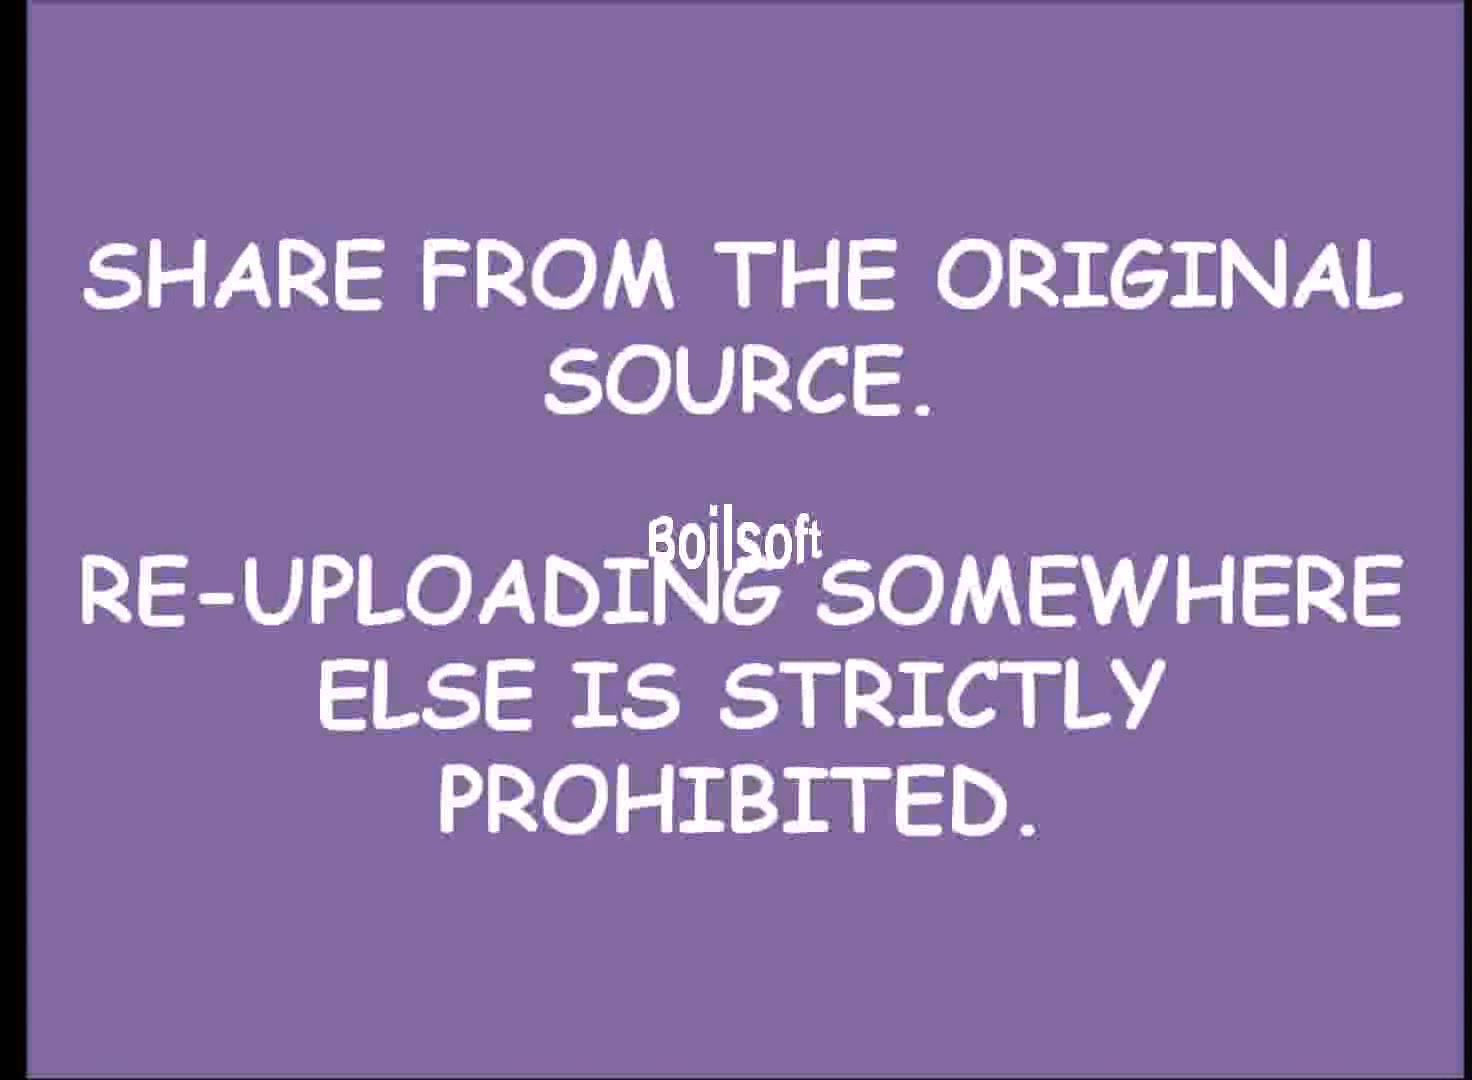 SHARE FROM THE ORIGINAL
SOURCE.
Boilsoft
RE-UPLOADING SOMEWHERE
ELSE IS STRICTLY
PROHIBITED.